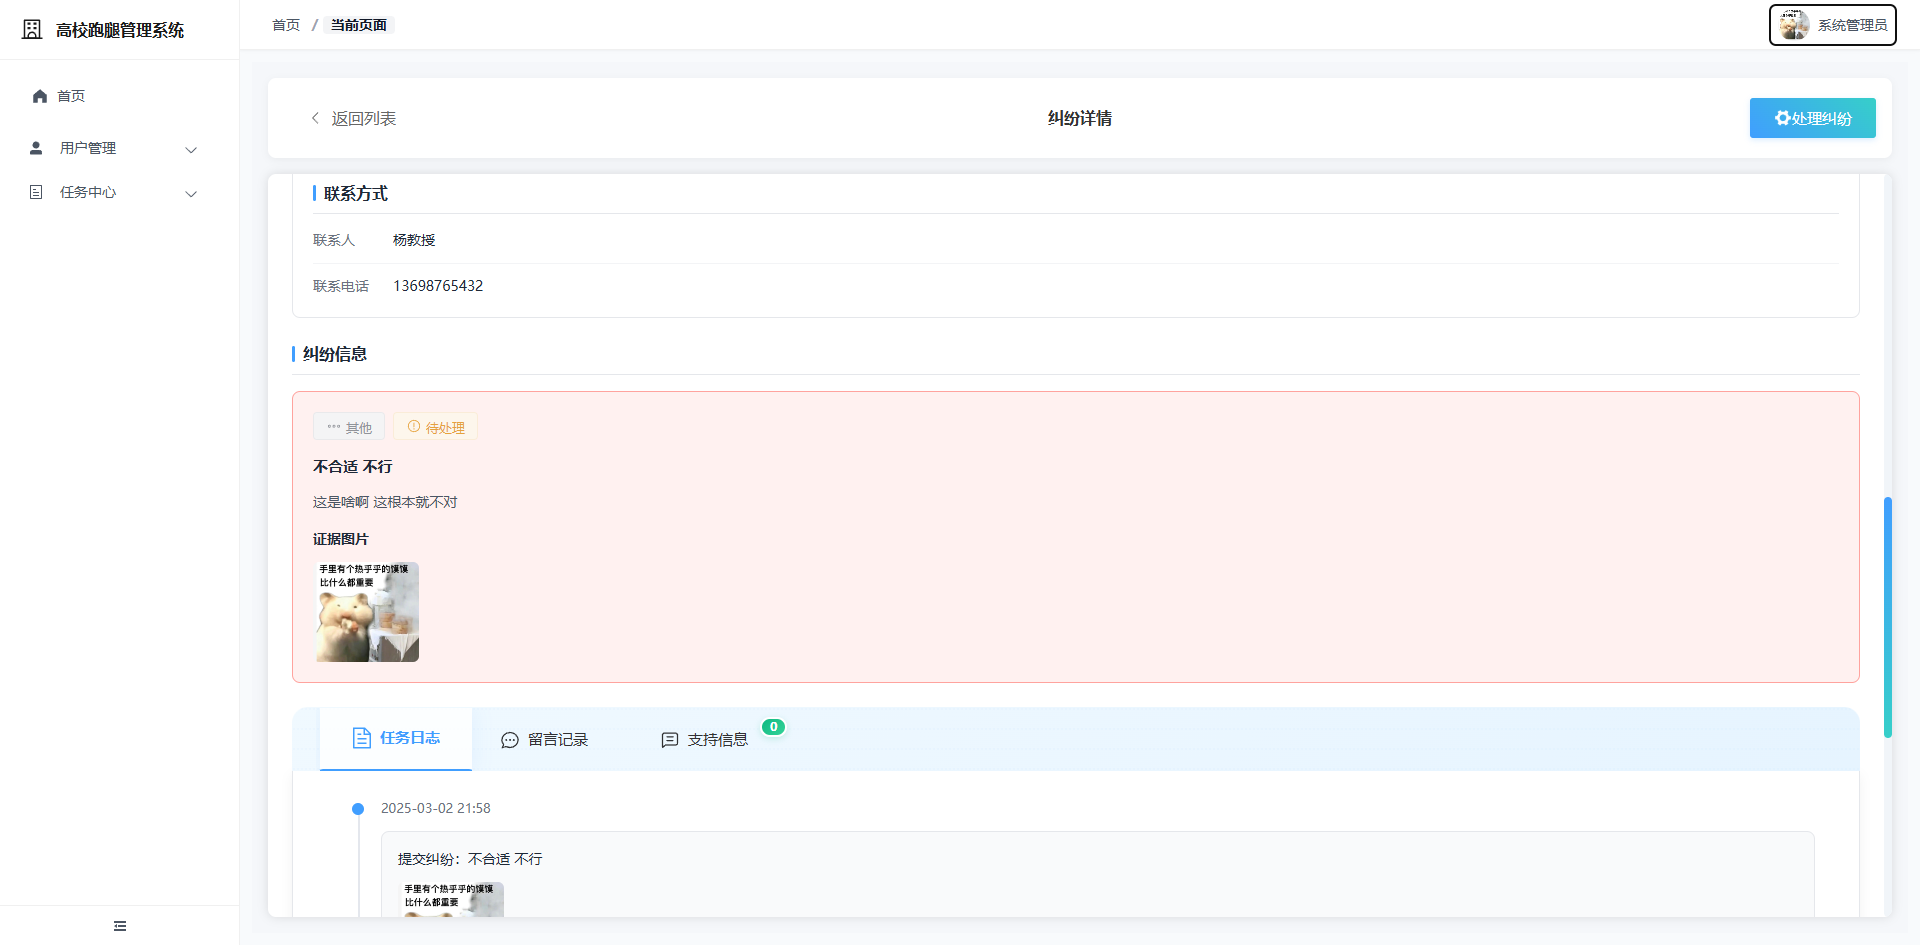 高校跑腿管理系统
首页 / 当前页面
系统管理员
首页
用户管理
任务中心
返回列表
纠纷详情
处理纠纷
联系方式
联系人 杨教授
联系电话 13698765432
纠纷信息
其他 待处理
不合适 不行
这是啥啊 这根本就不对
证据图片
手里有个热乎乎的馍馍
比什么都重要
任务日志 留言记录 支持信息 0
2025-03-02 21:58
提交纠纷：不合适 不行
手里有个热乎乎的馍馍
比什么都重要